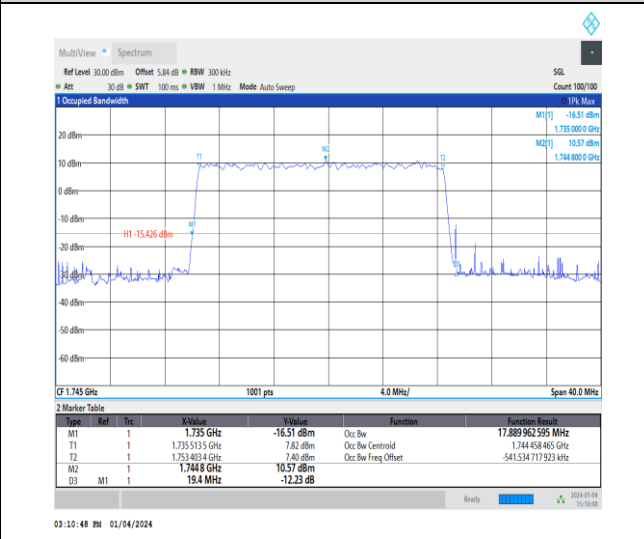 MultiView Spectrum
Ref Level 30.00 dBm Offset 5.84 dB RBW 300 kHz SGL
Att 30 dB SWT 100 ms VBW 1 MHz Mode Auto Sweep Count 100/100
1 Occupied Bandwidth 1Pk Max
M1[1] -16.51 dBm
1.735 000 0 GHz
M2[1] 10.57 dBm
1.744 800 0 GHz
20 dBm
M2
T1 T2
10 dBm
0 dBm
-10 dBm
M1
H1 -15.426 dBm
-20 dBm
D3
-30 dBm
-40 dBm
-50 dBm
-60 dBm
CF 1.745 GHz 1001 pts 4.0 MHz/ Span 40.0 MHz
2 Marker Table
Type Ref Trc X-Value Y-Value Function Function Result
M1 1 1.735 GHz -16.51 dBm Occ Bw 17.889 962 595 MHz
T1 1 1.735 513 5 GHz 7.82 dBm Occ Bw Centroid 1.744 458 465 GHz
T2 1 1.753 403 4 GHz 7.40 dBm Occ Bw Freq Offset -541.534 717 923 kHz
M2 1 1.744 8 GHz 10.57 dBm
D3 M1 1 19.4 MHz -12.23 dB
Ready 2024-01-04
15:10:48
03:10:48 PM 01/04/2024